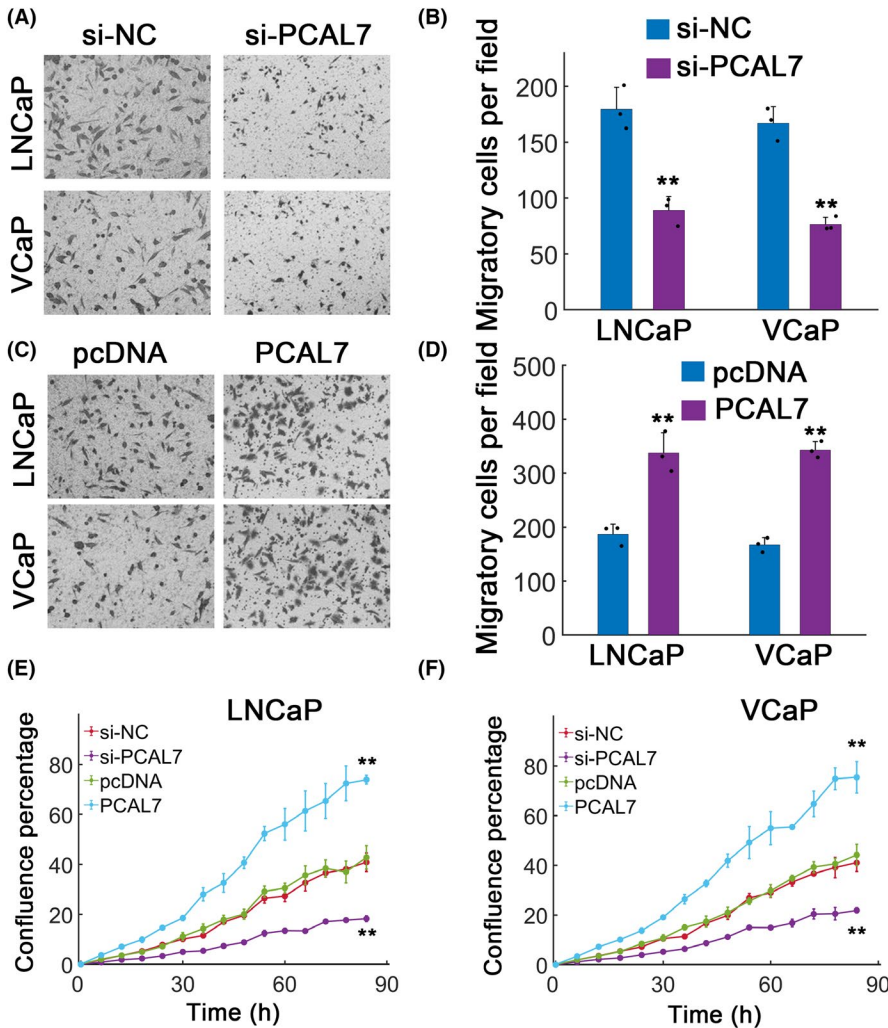 (A)
si-NC si-PCAL7
LNCaP
VCaP
(B)
si-NC
si-PCAL7
Migratory cells per field
200
150
100
50
0
** **
LNCaP VCaP
(C)
pcDNA PCAL7
LNCaP
VCaP
(D)
pcDNA
PCAL7
Migratory cells per field
500
400
300
200
100
0
** **
LNCaP VCaP
(E)
LNCaP
Confluence percentage
si-NC
si-PCAL7
pcDNA
PCAL7
80
60
40
20
0
**
**
0 30 60 90
Time (h)
(F)
VCaP
Confluence percentage
si-NC
si-PCAL7
pcDNA
PCAL7
80
60
40
20
0
**
**
0 30 60 90
Time (h)